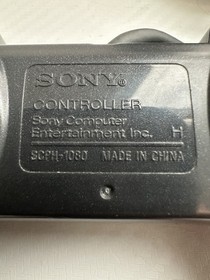 SONY®
CONTROLLER
Sony Computer
Entertainment Inc. H
SCPH-1080 MADE IN CHINA